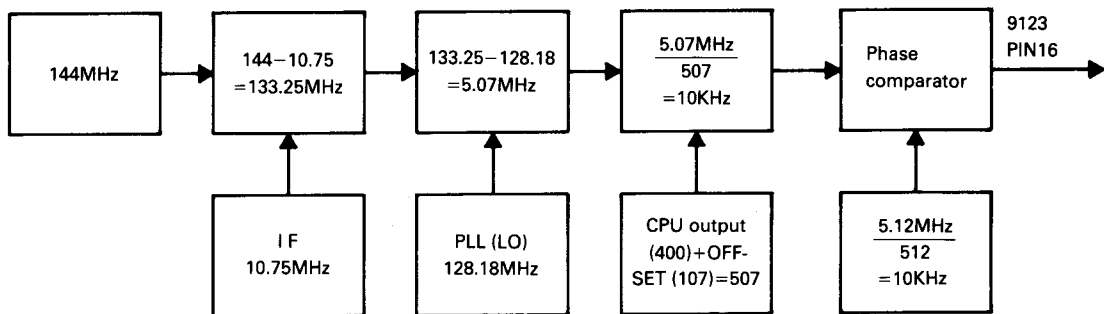 144MHz
144−10.75
=133.25MHz
133.25−128.18
=5.07MHz
5.07MHz
507
=10KHz
Phase
comparator
9123
PIN16
I F
10.75MHz
PLL (LO)
128.18MHz
CPU output
(400)+OFF-
SET (107)=507
5.12MHz
512
=10KHz